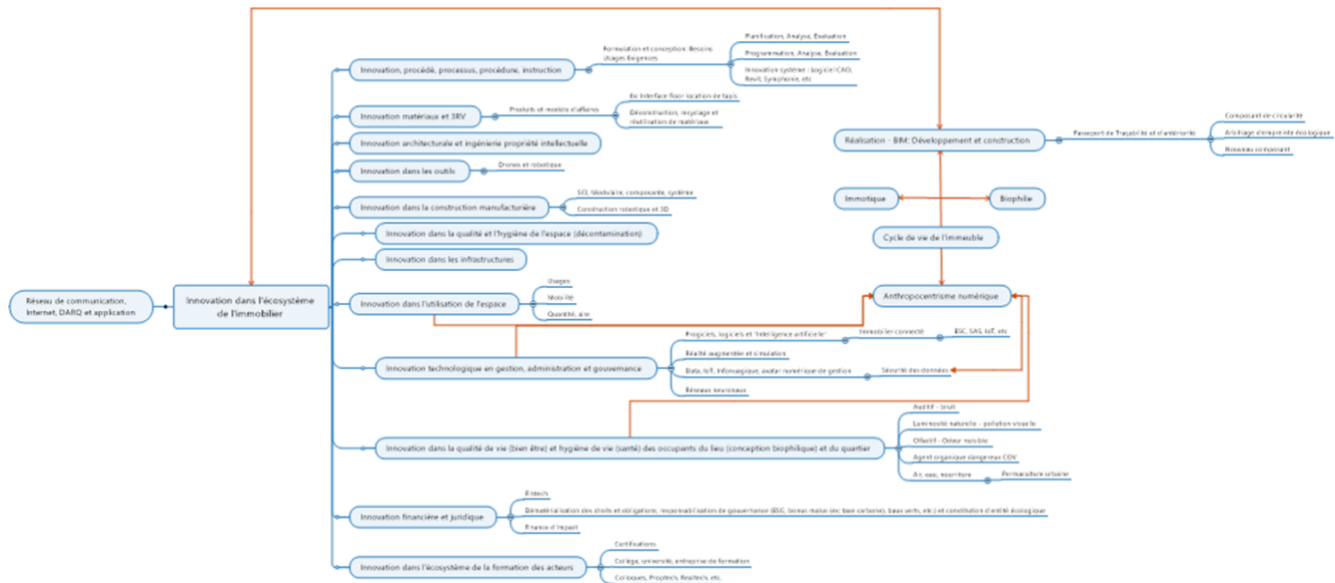 Innovation, procédé, processus, procédure, instruction
Formulation et conception: Besoins
Usages Exigences
Planification, Analyse, Evaluation
Programmation, Analyse, Evaluation
Innovation système : Logiciel CAO,
Revit, Symphonie, etc
Innovation matériaux et 3RV
Produits et modèle d'affaires
Ex Interface floor location de tapis
Déconstruction, recyclage et
réutilisation de matériaux
Innovation architecturale et ingénierie propriété intellectuelle
Innovation dans les outils
Drones et robotique
Innovation dans la construction manufacturière
SCI, Modulaire, composante, système
Construction robotique et 3D
Innovation dans la qualité et l'hygiène de l'espace (décontamination)
Innovation dans les infrastructures
Réseau de communication,
Internet, DARQ et application
Innovation dans l'écosystème
de l'immobilier
Innovation dans l'utilisation de l'espace
Usages
Mobilité
Quantité, aire
Innovation technologique en gestion, administration et gouvernance
Progiciels, logiciels et "intelligence artificielle"
Immobilier connecté
ESC, SAS, IoT, etc
Réalité augmentée et simulation
Data, IoT, infonuagique, avatar numérique de gestion
Sécurité des données
Réseaux neuronaux
Innovation dans la qualité de vie (bien être) et hygiène de vie (santé) des occupants du lieu (conception biophilique) et du quartier
Auditif - bruit
Luminosité naturelle - pollution visuelle
Olfactif - Odeur nuisible
Agent organique dangereux COV
Air, eau, nourriture
Permaculture urbaine
Innovation financière et juridique
Fintech
Dématérialisation des droits et obligations, responsabilisation de gouvernance (ESG, bonus malus taxe carbone), baux verts, etc.) et constitution d'entité écologique
Finance d'impact
Innovation dans l'écosystème de la formation des acteurs
Certifications
Collège, université, entreprise de formation
Colloques, Proptech, Realtech, etc.
Réalisation - BIM: Développement et construction
Passeport de Traçabilité et d'antériorité
Composant de circularité
Arbitrage d'empreinte écologique
Nouveau composant
Immotique
Biophilie
Cycle de vie de l'immeuble
Anthropocentrisme numérique